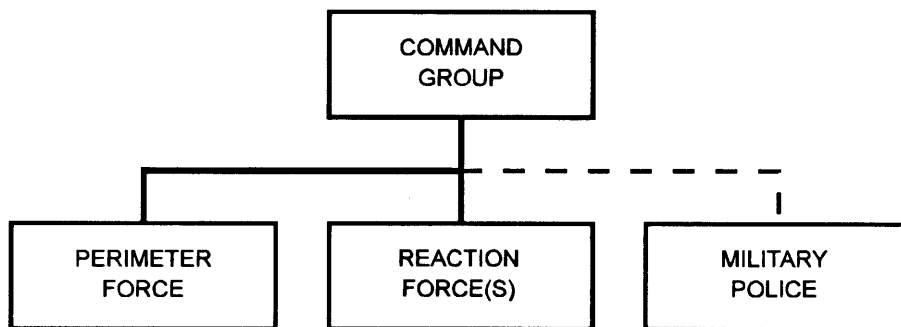 COMMAND
GROUP
PERIMETER
FORCE
REACTION
FORCE(S)
MILITARY
POLICE